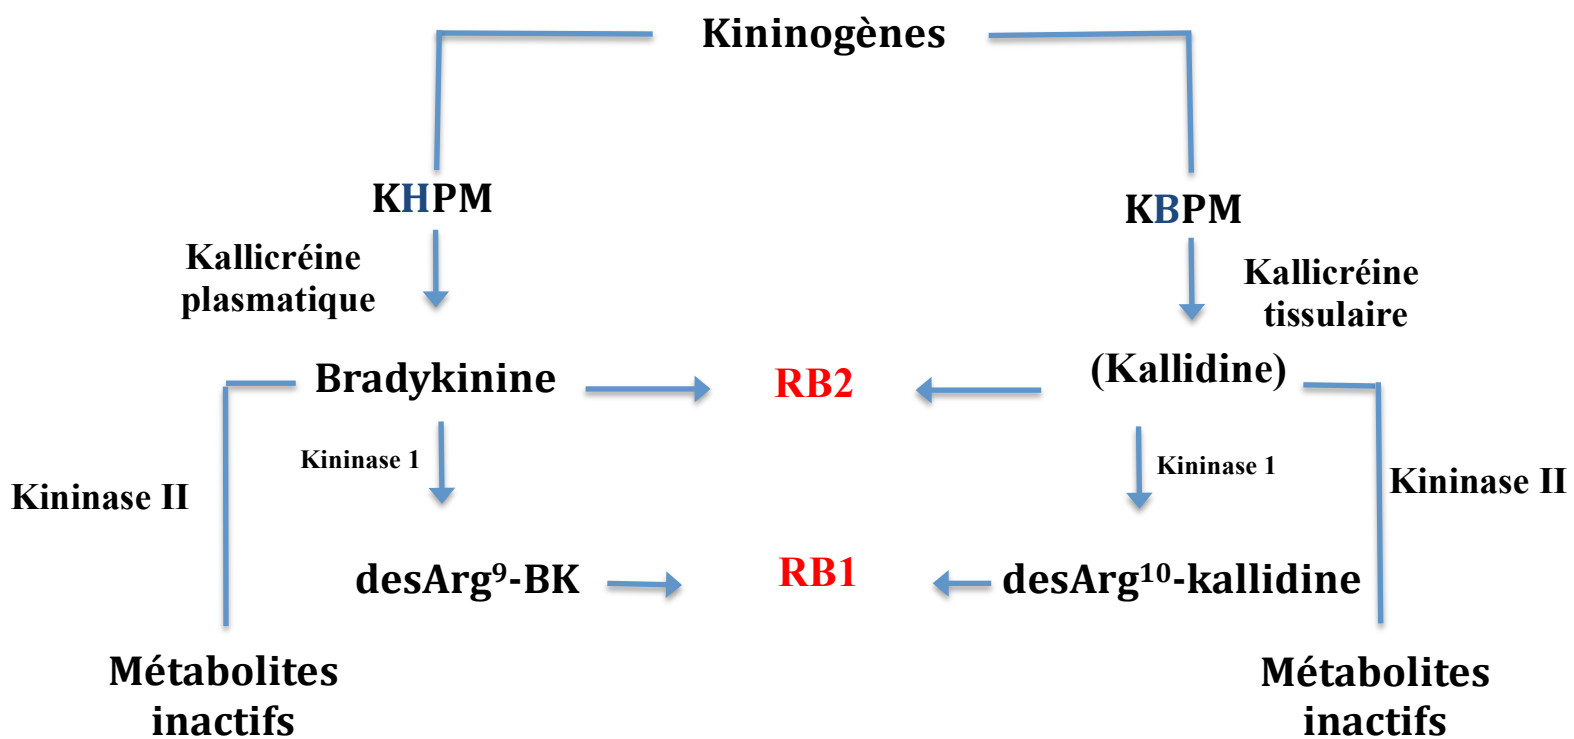 Kininogènes
KHPM
KBPM
Kallicréine
plasmatique
Kallicréine
tissulaire
Bradykinine
RB2
(Kallidine)
Kininase 1
Kininase 1
Kininase II
Kininase II
desArg⁹-BK
RB1
desArg¹⁰-kallidine
Métabolites
inactifs
Métabolites
inactifs